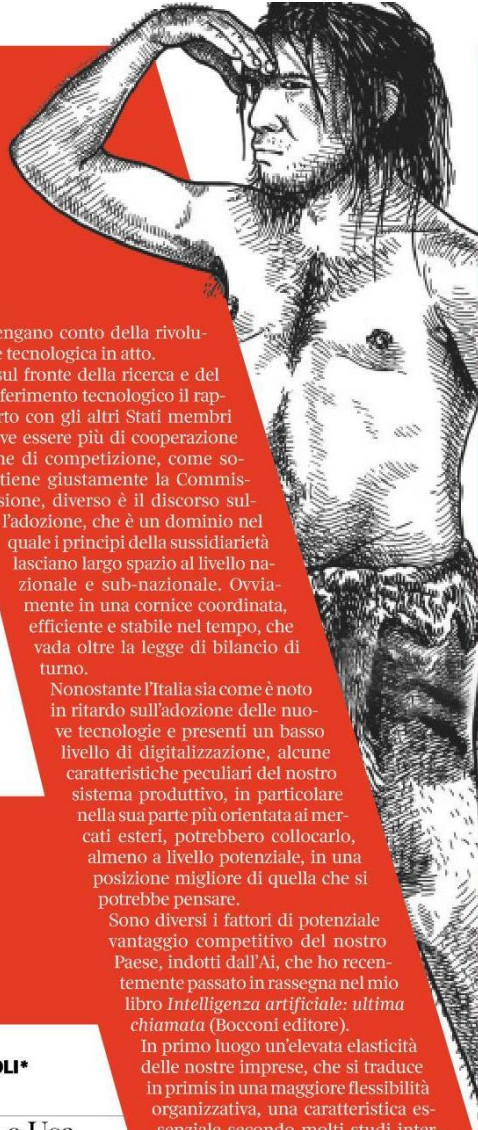 engano conto della rivolu-
e tecnologica in atto.
sul fronte della ricerca e del
ferimento tecnologico il rap-
rto con gli altri Stati membri
ve essere più di cooperazione
ne di competizione, come so-
tiene giustamente la Commis-
sione, diverso è il discorso sul-
l'adozione, che è un dominio nel
quale i principi della sussidiarietà
lasciano largo spazio al livello na-
zionale e sub-nazionale. Ovvia-
mente in una cornice coordinata,
efficiente e stabile nel tempo, che
vada oltre la legge di bilancio di
turno.
Nonostante l'Italia sia come è noto
in ritardo sull'adozione delle nuo-
ve tecnologie e presenti un basso
livello di digitalizzazione, alcune
caratteristiche peculiari del nostro
sistema produttivo, in particolare
nella sua parte più orientata ai mer-
cati esteri, potrebbero collocarlo,
almeno a livello potenziale, in una
posizione migliore di quella che si
potrebbe pensare.
Sono diversi i fattori di potenziale
vantaggio competitivo del nostro
Paese, indotti dall'Ai, che ho recen-
temente passato in rassegna nel mio
libro Intelligenza artificiale: ultima
chiamata (Bocconi editore).
In primo luogo un'elevata elasticità
delle nostre imprese, che si traduce
in primis in una maggiore flessibilità
organizzativa, una caratteristica es-
senziale secondo molti studi inter
OLI*
e Usa